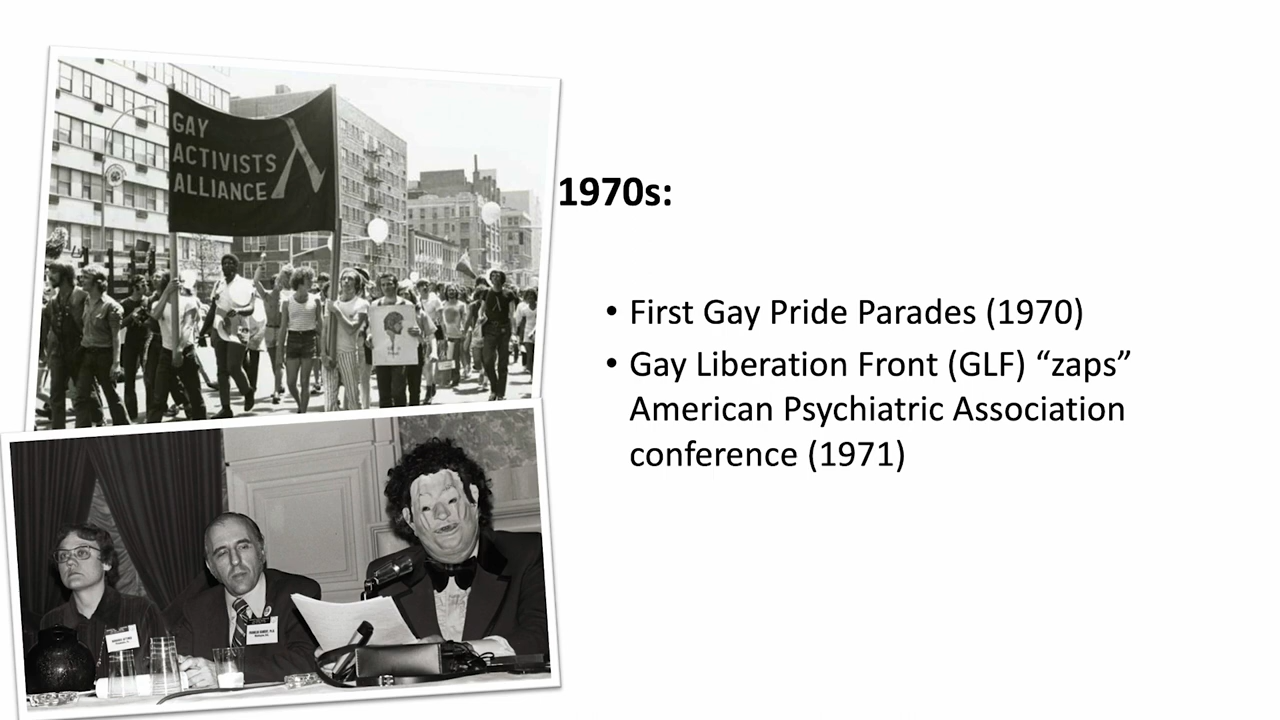 GAY
ACTIVISTS
ALLIANCE
1970s:
• First Gay Pride Parades (1970)
• Gay Liberation Front (GLF) “zaps”
American Psychiatric Association
conference (1971)